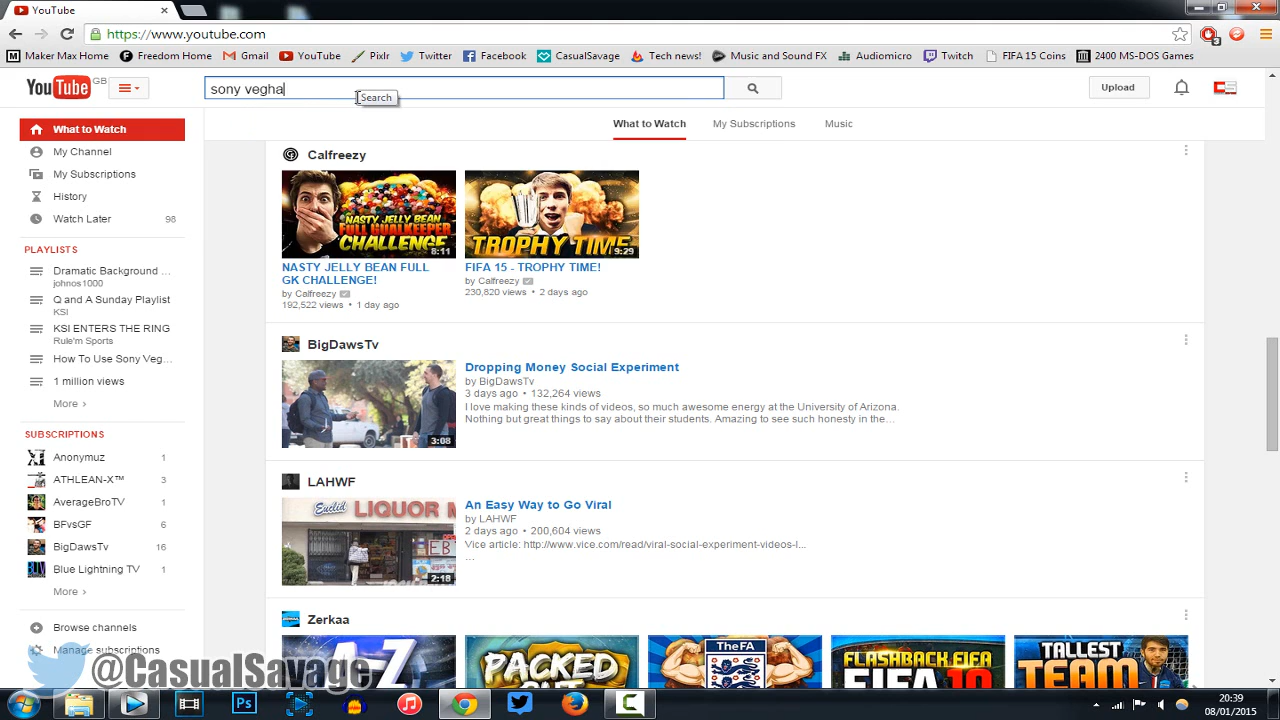 YouTube
https://www.youtube.com
3
Maker Max Home
Freedom Home
Gmail
YouTube
Pixlr
Twitter
Facebook
CasualSavage
Tech news!
Music and Sound FX
Audiomicro
Twitch
FIFA 15 Coins
2400 MS-DOS Games
YouTube GB
sony vegha
Search
Upload
What to Watch
My Subscriptions
Music
What to Watch
My Channel
My Subscriptions
History
Watch Later 98
PLAYLISTS
Dramatic Background ...
johnos1000
Q and A Sunday Playlist
KSI
KSI ENTERS THE RING
Rule'm Sports
How To Use Sony Veg...
1 million views
More ›
SUBSCRIPTIONS
Anonymuz 1
ATHLEAN-X™ 3
AverageBroTV 1
BFvsGF 6
BigDawsTv 16
Blue Lightning TV 1
More ›
Browse channels
Manage subscriptions
@CasualSavage
Calfreezy
NASTY JELLY BEAN
FULL GOALKEEPER
CHALLENGE!
8:11
NASTY JELLY BEAN FULL
GK CHALLENGE!
by Calfreezy
192,522 views • 1 day ago
TROPHY TIME!
9:29
FIFA 15 - TROPHY TIME!
by Calfreezy
230,820 views • 2 days ago
BigDawsTv
3:08
Dropping Money Social Experiment
by BigDawsTv
3 days ago • 132,264 views
I love making these kinds of videos, so much awesome energy at the University of Arizona.
Nothing but great things to say about their students. Amazing to see such honesty in the...
LAHWF
Euclid LIQUOR
2:18
An Easy Way to Go Viral
by LAHWF
2 days ago • 200,604 views
Vice article: http://www.vice.com/read/viral-social-experiment-videos-l...
...
Zerkaa
A-Z
PACKED
OUT
TheFA
FLASHBACK FIFA
FIFA 10
TALLEST
TEAM
Ps
20:39
08/01/2015